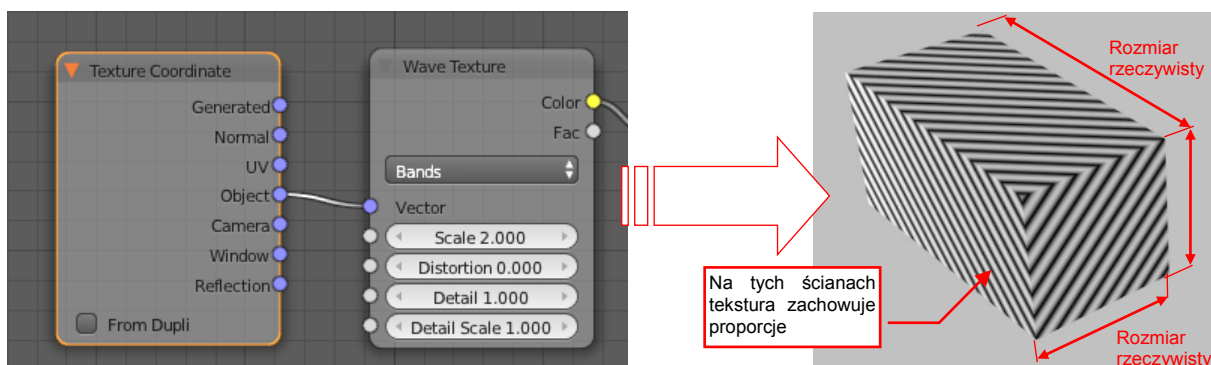 Texture Coordinate
Generated
Normal
UV
Object
Camera
Window
Reflection
From Dupli
Wave Texture
Color
Fac
Bands
Vector
Scale 2.000
Distortion 0.000
Detail 1.000
Detail Scale 1.000
Na tych ścianach
tekstura zachowuje
proporcje
Rozmiar
rzeczywisty
Rozmiar
rzeczywisty